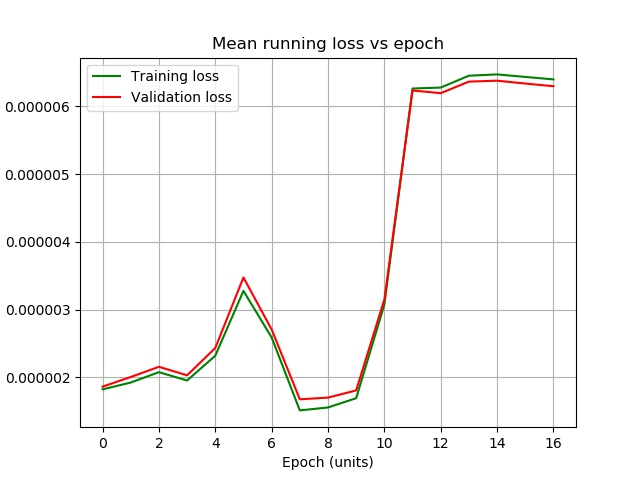 Mean running loss vs epoch
Training loss
Validation loss
0.000006
0.000005
0.000004
0.000003
0.000002
0 2 4 6 8 10 12 14 16
Epoch (units)